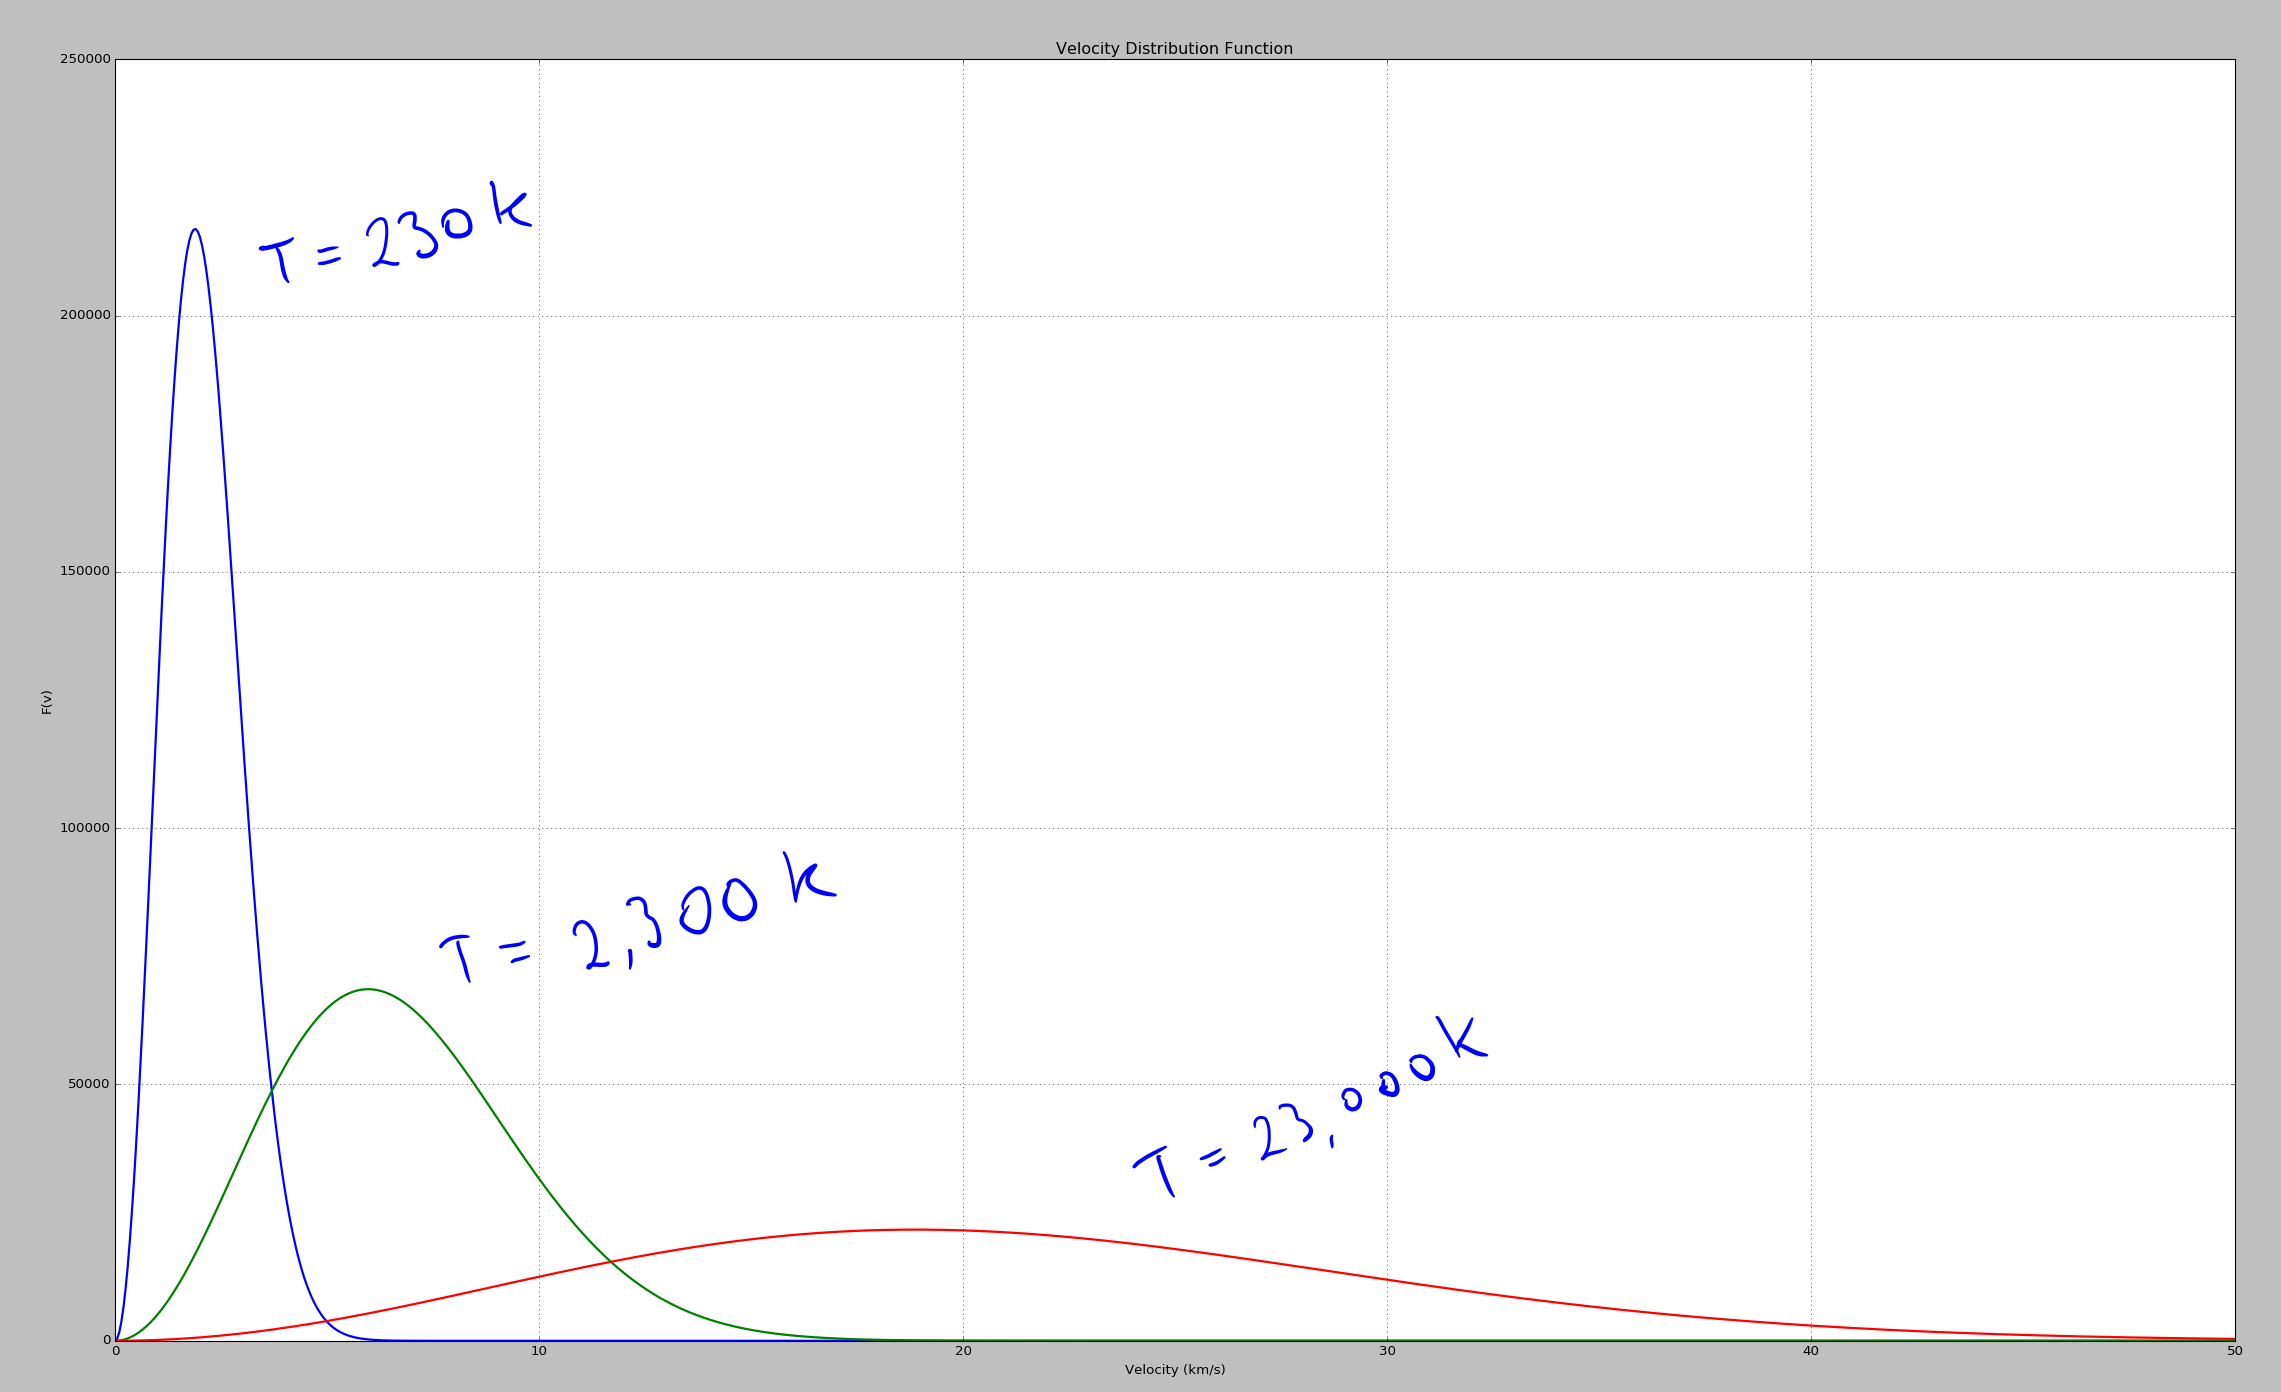 Velocity Distribution Function
250000
T = 230 K
200000
150000
F(v)
100000
T = 2,300 K
T = 23,000 K
50000
0
0 10 20 30 40 50
Velocity (km/s)